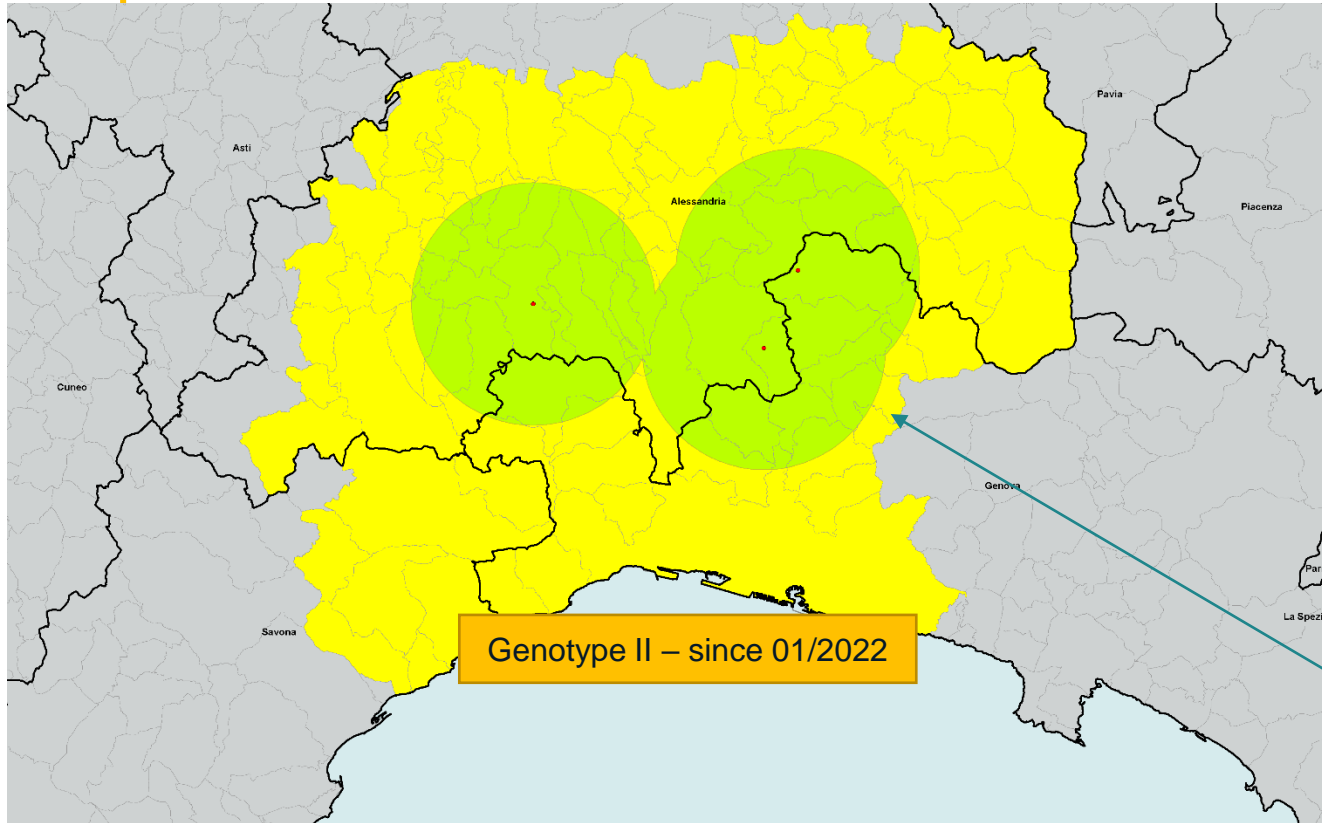 Pavia
Asti
Alessandria
Piacenza
Cuneo
Genova
Par
La Spezi
Savona
Genotype II – since 01/2022